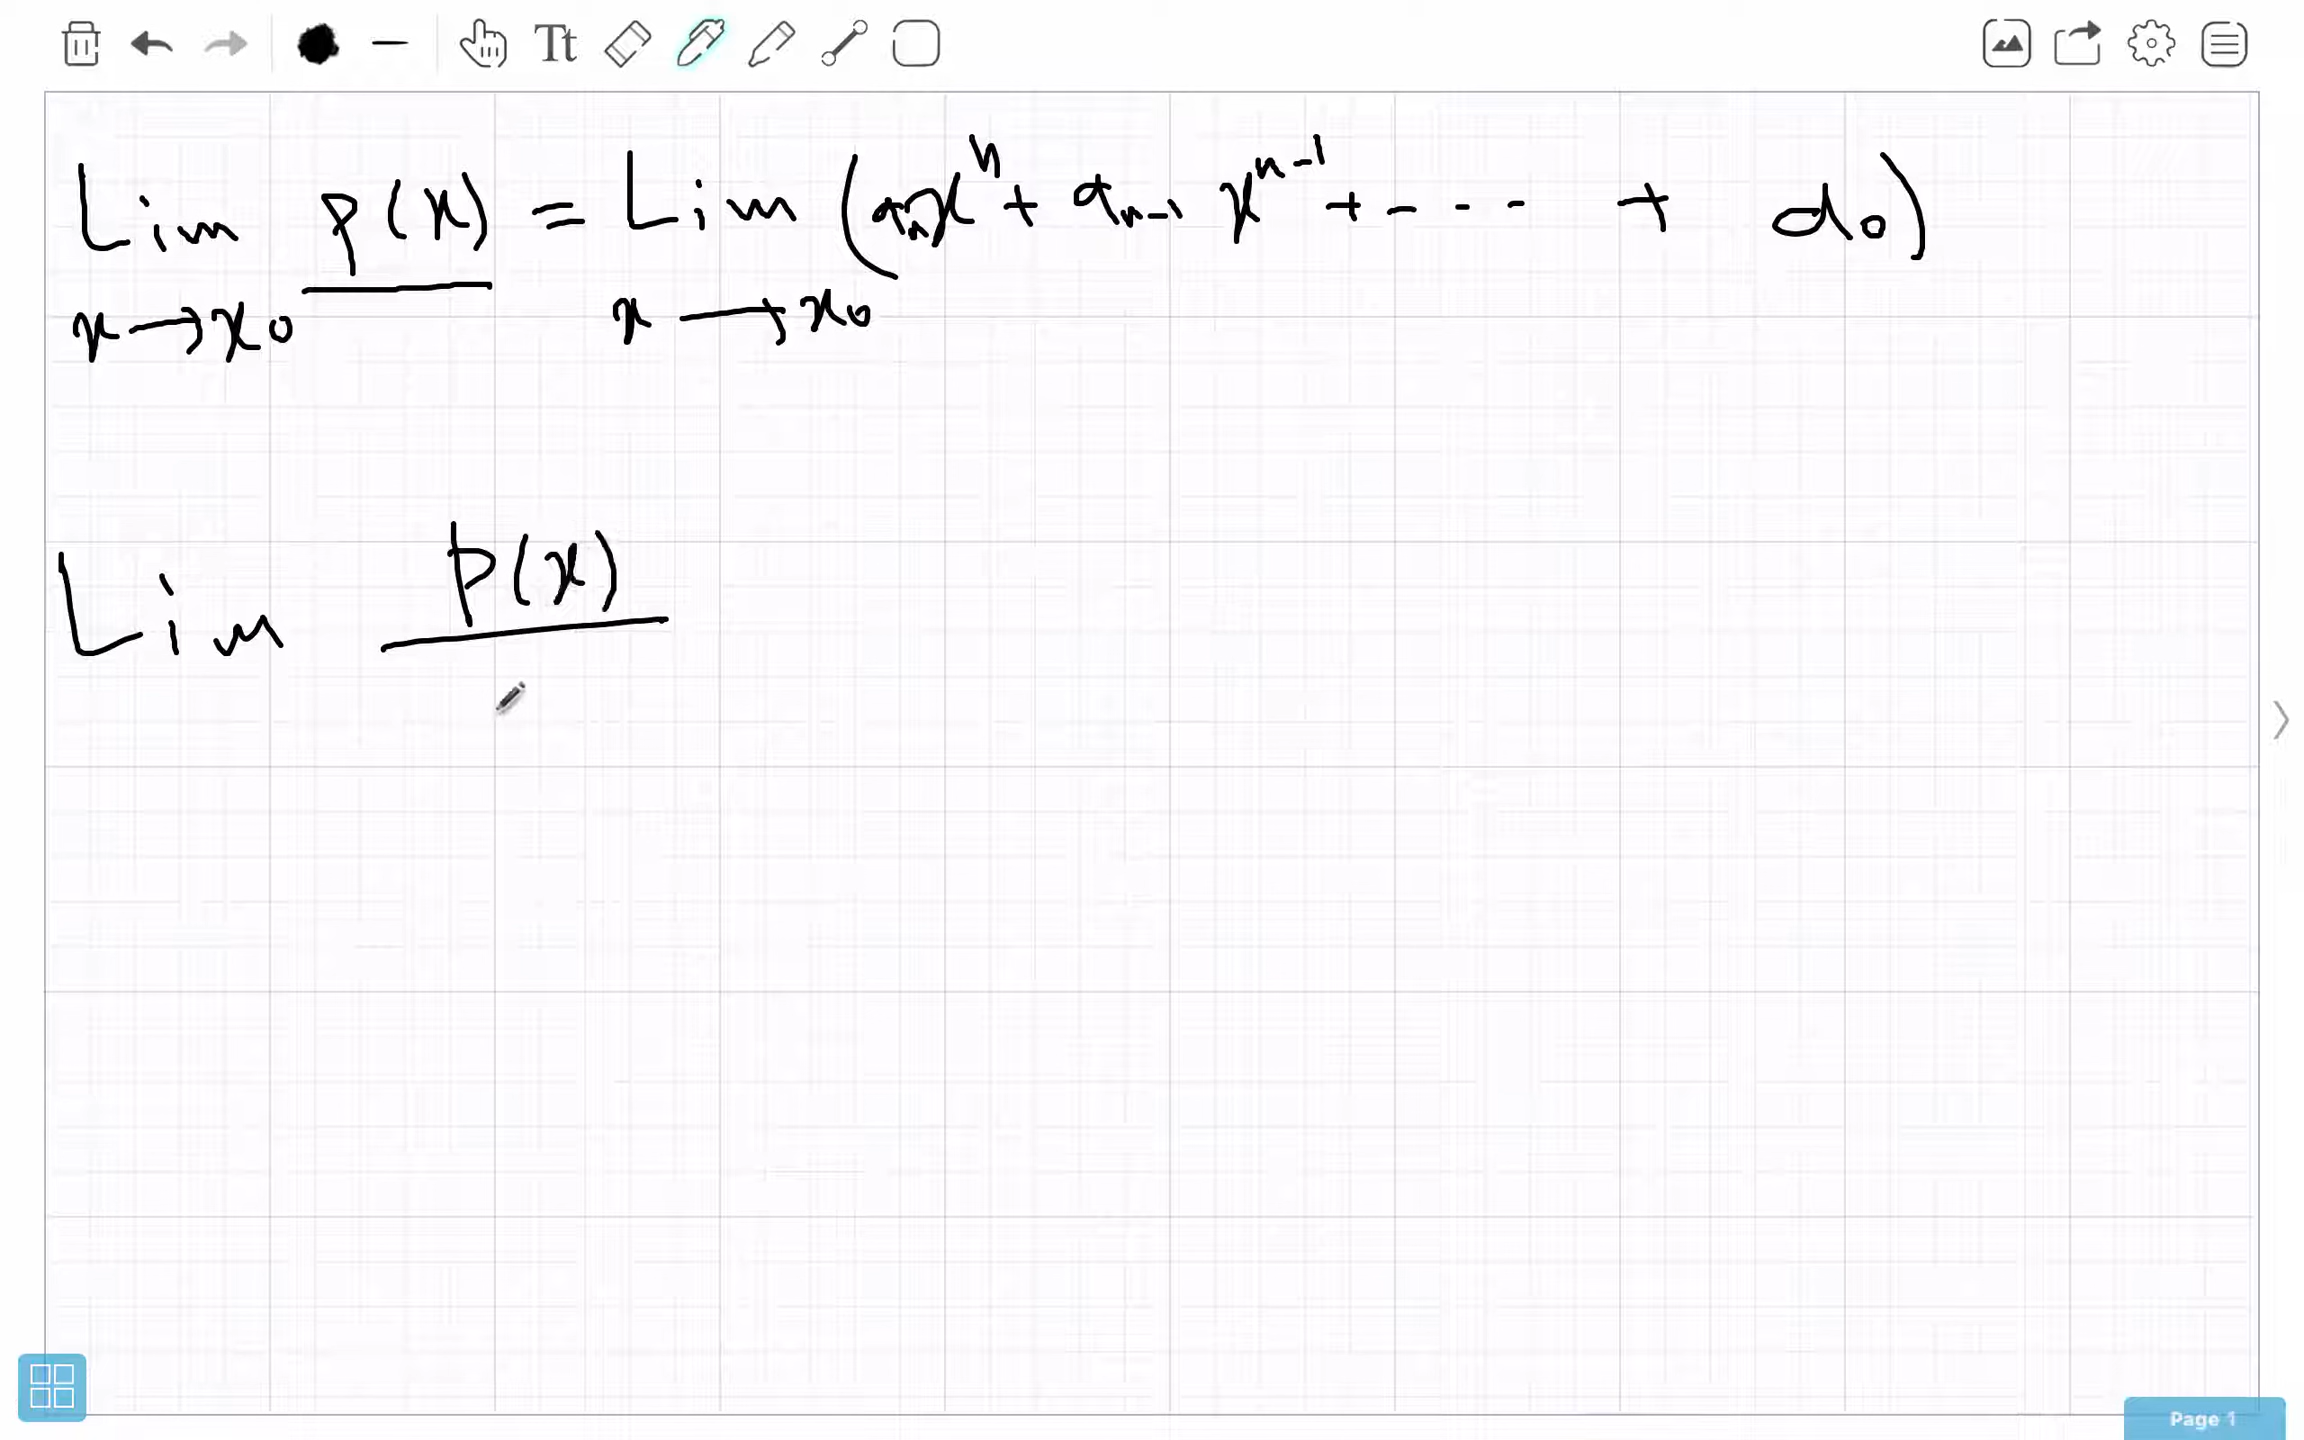 Tt
Lim p(x) = Lim (aₙxⁿ + aₙ₋₁ xⁿ⁻¹ + - - - + a₀)
x → x₀ x → x₀
Lim p(x)
Page 1